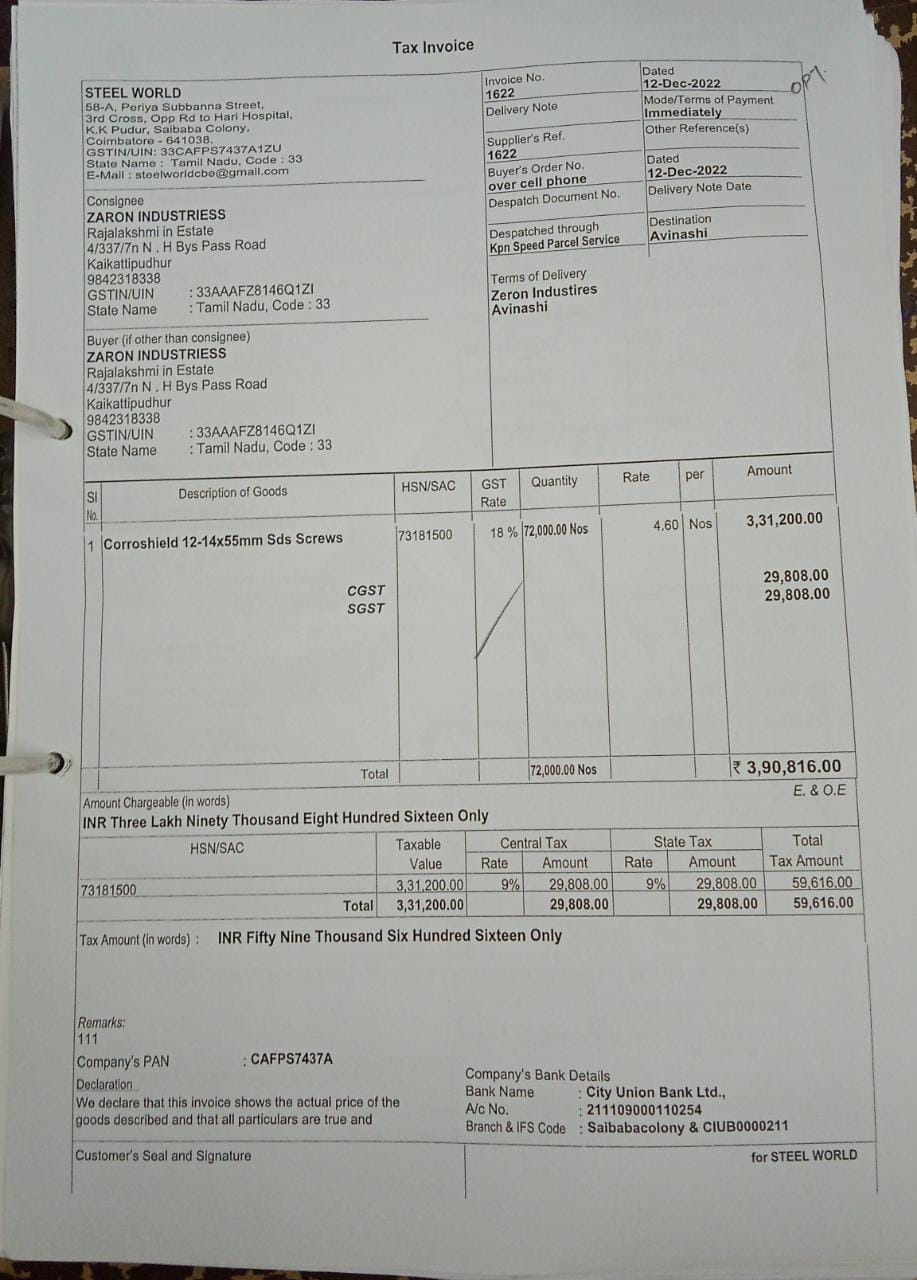 Tax Invoice
STEEL WORLD
58-A, Periya Subbanna Street,
3rd Cross, Opp Rd to Hari Hospital,
K.K Pudur, Saibaba Colony,
Coimbatore - 641038.
GSTIN/UIN: 33CAFPS7437A1ZU
State Name : Tamil Nadu, Code : 33
E-Mail : steelworldcbe@gmail.com
Invoice No.
1622
Dated
12-Dec-2022
Delivery Note
Mode/Terms of Payment
Immediately
Supplier's Ref.
1622
Other Reference(s)
Buyer's Order No.
over cell phone
Dated
12-Dec-2022
Despatch Document No.
Delivery Note Date
Despatched through
Kpn Speed Parcel Service
Destination
Avinashi
Terms of Delivery
Zeron Industires
Avinashi
Consignee
ZARON INDUSTRIESS
Rajalakshmi in Estate
4/337/7n N . H Bys Pass Road
Kaikattipudhur
9842318338
GSTIN/UIN : 33AAAFZ8146Q1ZI
State Name : Tamil Nadu, Code : 33
Buyer (if other than consignee)
ZARON INDUSTRIESS
Rajalakshmi in Estate
4/337/7n N . H Bys Pass Road
Kaikattipudhur
9842318338
GSTIN/UIN : 33AAAFZ8146Q1ZI
State Name : Tamil Nadu, Code : 33
Sl No. Description of Goods HSN/SAC GST Rate Quantity Rate per Amount
1 Corroshield 12-14x55mm Sds Screws 73181500 18 % 72,000.00 Nos 4.60 Nos 3,31,200.00
CGST 29,808.00
SGST 29,808.00
Total 72,000.00 Nos ₹ 3,90,816.00
Amount Chargeable (in words) E. & O.E
INR Three Lakh Ninety Thousand Eight Hundred Sixteen Only
HSN/SAC Taxable Value Central Tax State Tax Total Tax Amount
Rate Amount Rate Amount
73181500 3,31,200.00 9% 29,808.00 9% 29,808.00 59,616.00
Total 3,31,200.00 29,808.00 29,808.00 59,616.00
Tax Amount (in words) : INR Fifty Nine Thousand Six Hundred Sixteen Only
Remarks:
111
Company's PAN : CAFPS7437A
Declaration
We declare that this invoice shows the actual price of the
goods described and that all particulars are true and
Company's Bank Details
Bank Name : City Union Bank Ltd.,
A/c No. : 211109000110254
Branch & IFS Code : Saibabacolony & CIUB0000211
Customer's Seal and Signature
for STEEL WORLD